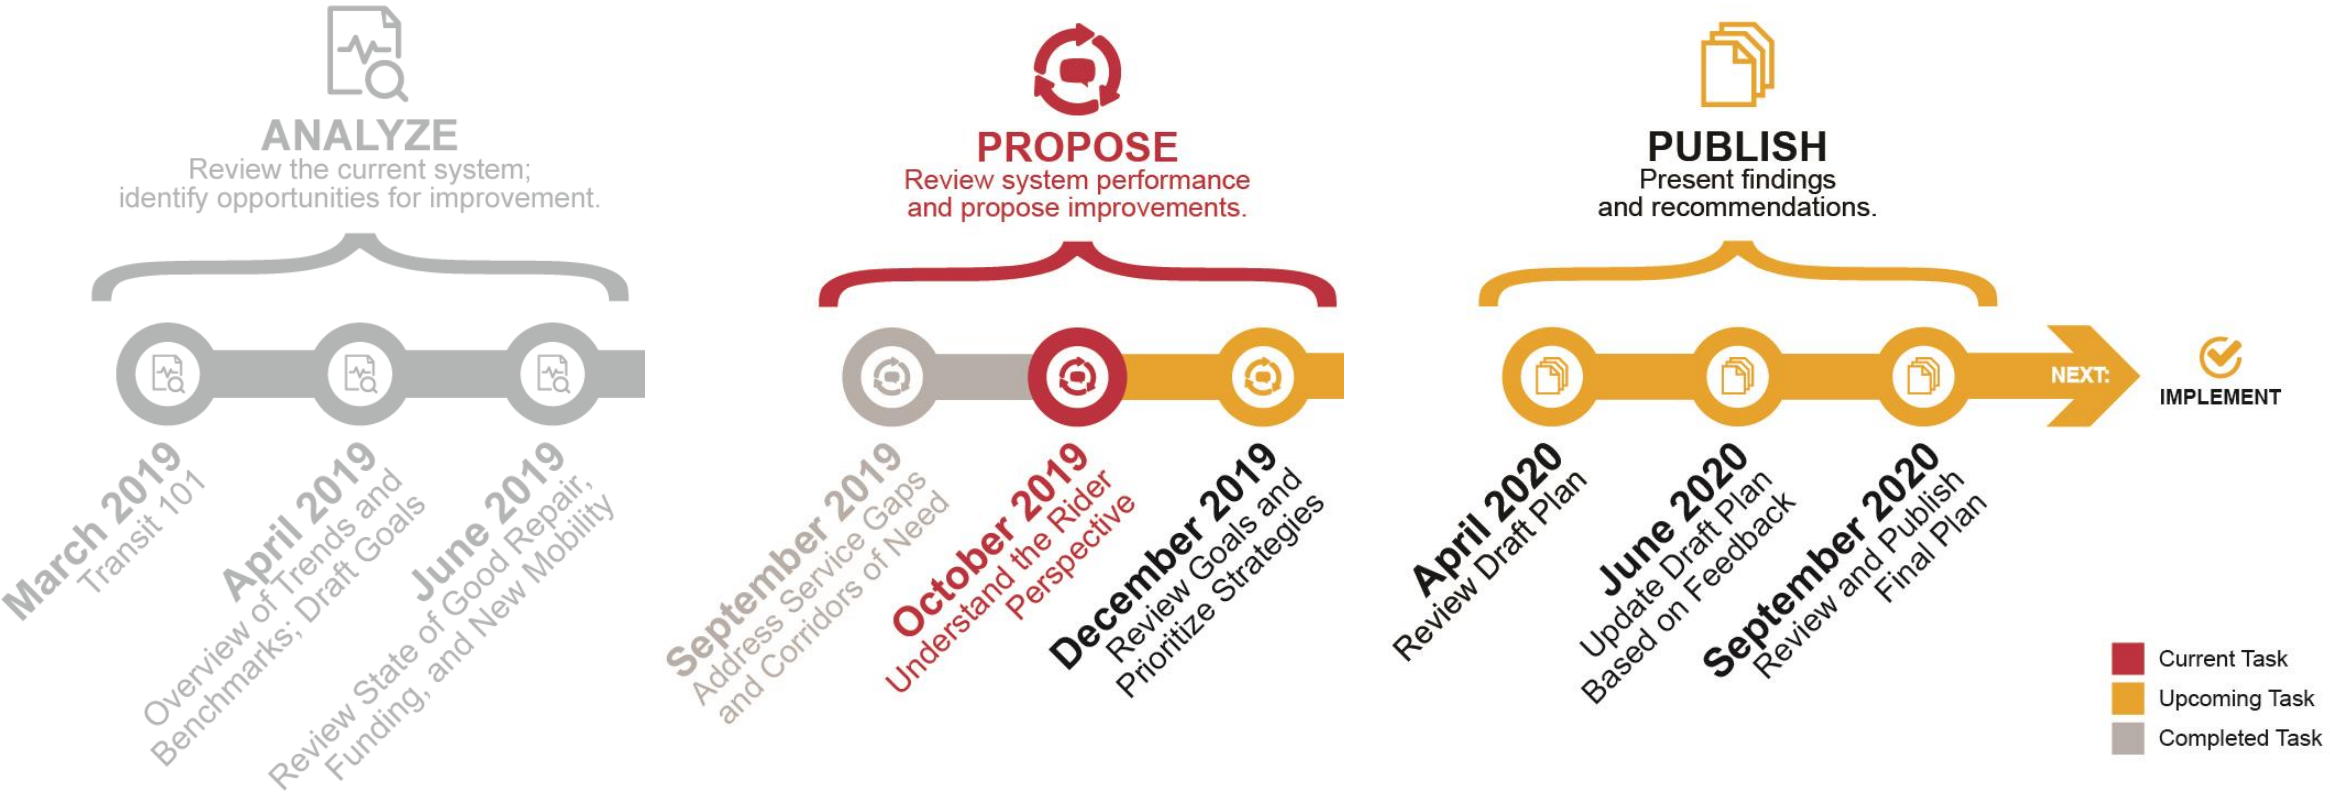 ANALYZE
Review the current system;
identify opportunities for improvement.
PROPOSE
Review system performance
and propose improvements.
PUBLISH
Present findings
and recommendations.
NEXT:
IMPLEMENT
March 2019
Transit 101
April 2019
Overview of Trends and
Benchmarks; Draft Goals
June 2019
Review State of Good Repair,
Funding, and New Mobility
September 2019
Address Service Gaps
and Corridors of Need
October 2019
Understand the Rider
Perspective
December 2019
Review Goals and
Prioritize Strategies
April 2020
Review Draft Plan
June 2020
Update Draft Plan
Based on Feedback
September 2020
Review and Publish
Final Plan
Current Task
Upcoming Task
Completed Task